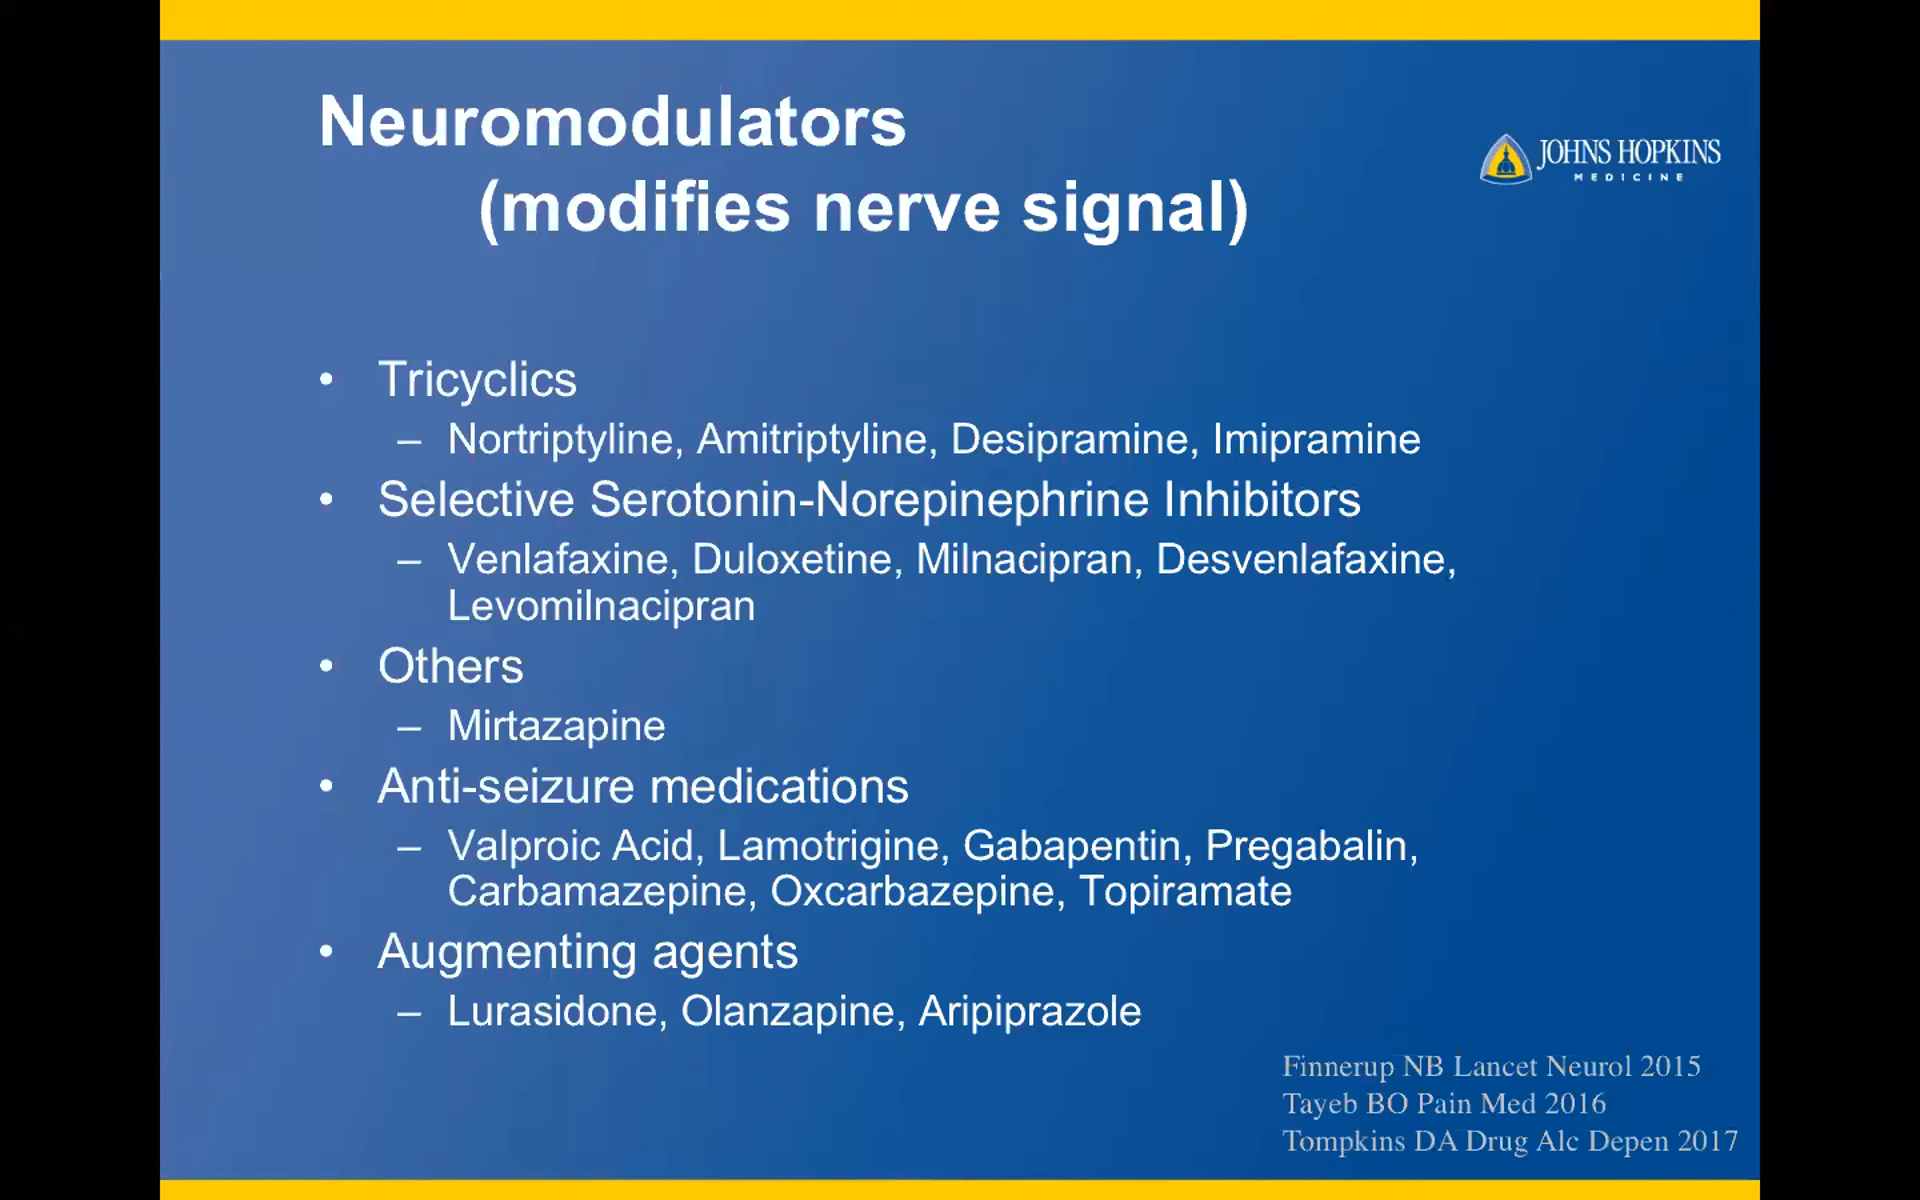 Neuromodulators
(modifies nerve signal)
JOHNS HOPKINS
MEDICINE
• Tricyclics
– Nortriptyline, Amitriptyline, Desipramine, Imipramine
• Selective Serotonin-Norepinephrine Inhibitors
– Venlafaxine, Duloxetine, Milnacipran, Desvenlafaxine,
Levomilnacipran
• Others
– Mirtazapine
• Anti-seizure medications
– Valproic Acid, Lamotrigine, Gabapentin, Pregabalin,
Carbamazepine, Oxcarbazepine, Topiramate
• Augmenting agents
– Lurasidone, Olanzapine, Aripiprazole
Finnerup NB Lancet Neurol 2015
Tayeb BO Pain Med 2016
Tompkins DA Drug Alc Depen 2017